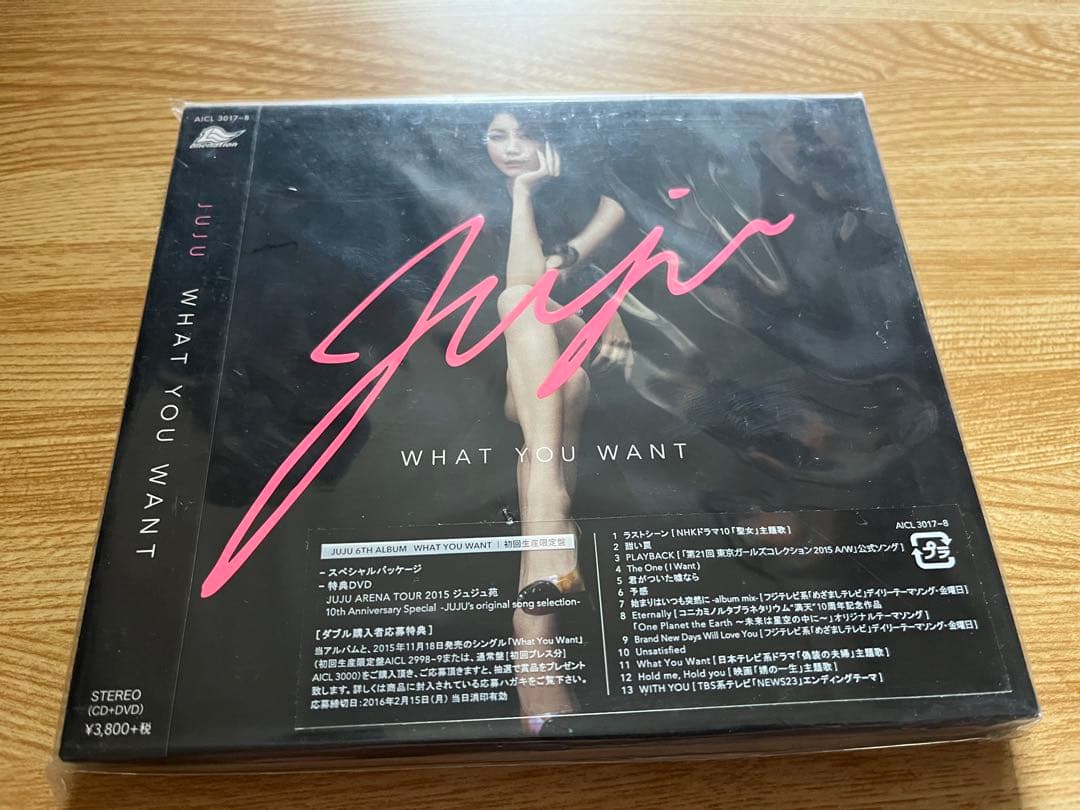 AICL 3017~8
onenation
JUJU WHAT YOU WANT
STEREO
(CD+DVD)
¥3,800+税
Juju
WHAT YOU WANT
JUJU 6TH ALBUM WHAT YOU WANT | 初回生産限定盤
- スペシャルパッケージ
- 特典DVD
JUJU ARENA TOUR 2015 ジュジュ苑
10th Anniversary Special -JUJU's original song selection-
[ダブル購入者応募特典]
当アルバムと、2015年11月18日発売のシングル「What You Want」
(初回生産限定盤AICL 2998~9または、通常盤[初回プレス分]
AICL 3000)をご購入頂き、ご応募頂きますと、抽選で賞品をプレゼント
致します。詳しくは商品に封入されている応募ハガキをご覧下さい。
応募締切日:2016年2月15日(月) 当日消印有効
AICL 3017~8
1 ラストシーン [NHKドラマ10「聖女」主題歌]
2 甜い罠
3 PLAYBACK [「第21回 東京ガールズコレクション2015 A/W」公式ソング]
4 The One (I Want)
5 君がついた嘘なら
6 予感
7 始まりはいつも突然に -album mix- [フジテレビ系「めざましテレビ」デイリーテーマソング・金曜日]
8 Eternally [コニカミノルタプラネタリウム"満天"10周年記念作品
「One Planet the Earth ~未来は星空の中に~」オリジナルテーマソング]
9 Brand New Days Will Love You [フジテレビ系「めざましテレビ」デイリーテーマソング・金曜日]
10 Unsatisfied
11 What You Want [日本テレビ系ドラマ「偽装の夫婦」主題歌]
12 Hold me, Hold you [映画「媚の一生」主題歌]
13 WITH YOU [TBS系テレビ「NEWS23」エンディングテーマ]
プラ